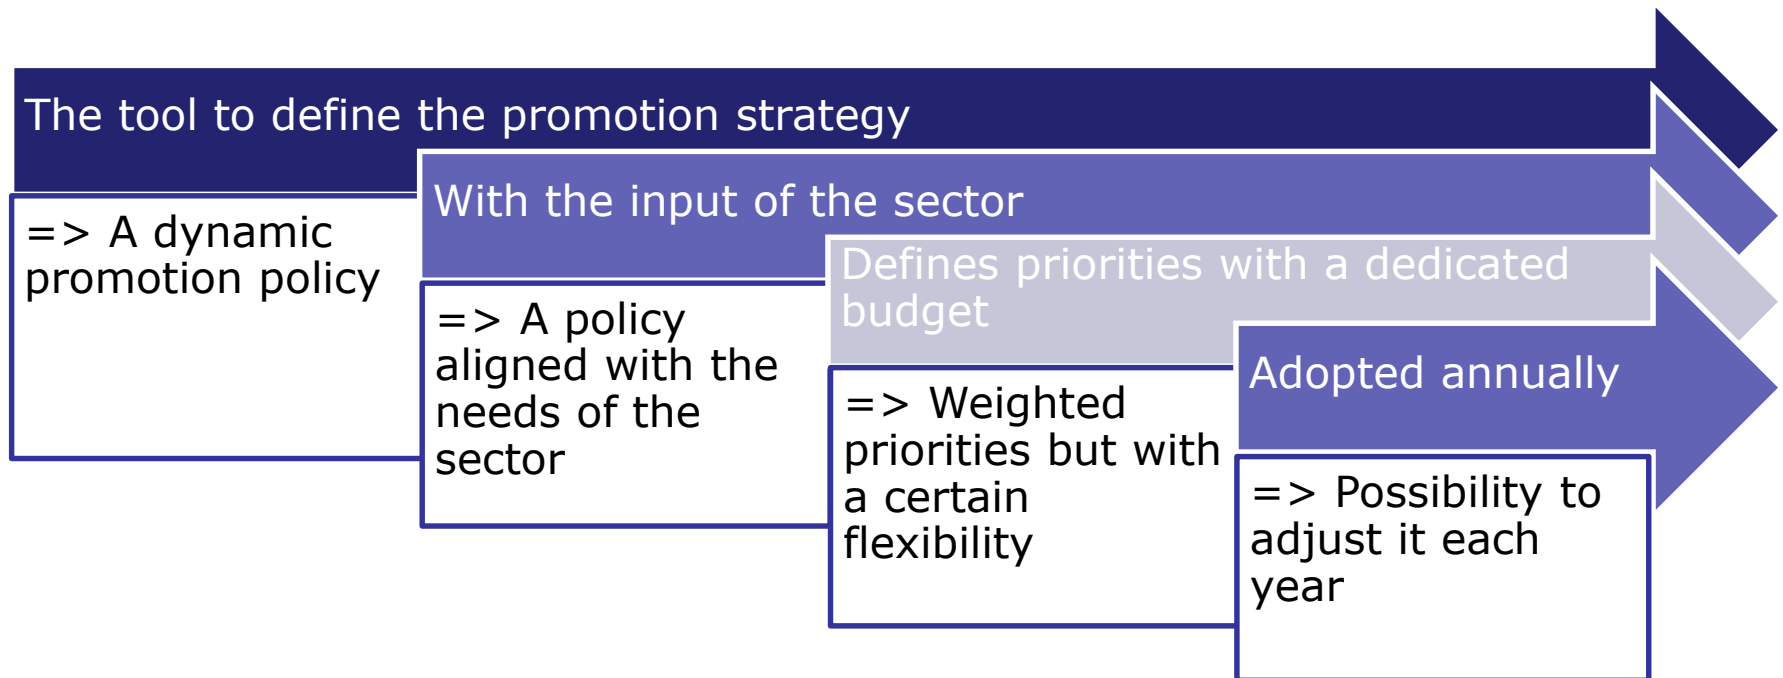 The tool to define the promotion strategy
=> A dynamic
promotion policy
With the input of the sector
=> A policy
aligned with the
needs of the
sector
Defines priorities with a dedicated
budget
=> Weighted
priorities but with
a certain
flexibility
Adopted annually
=> Possibility to
adjust it each
year